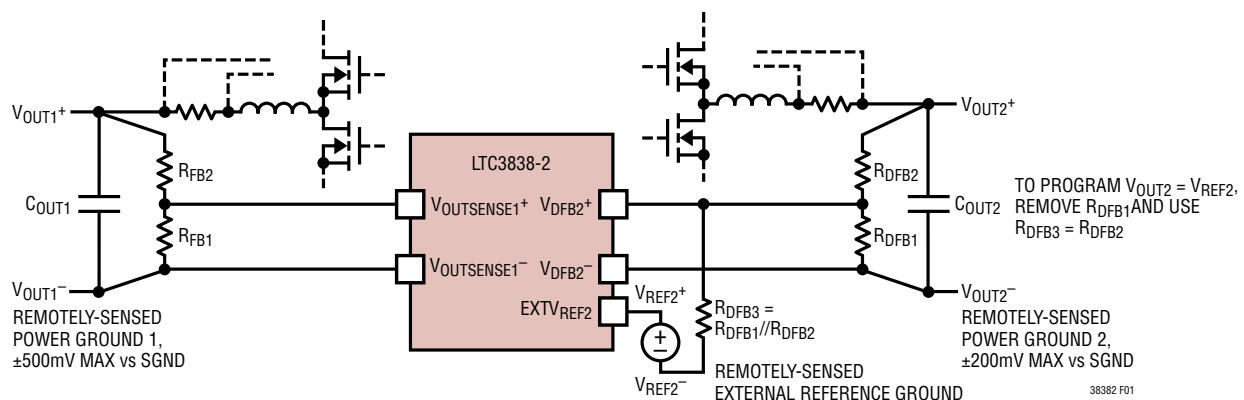 V_OUT1+
R_FB2
C_OUT1
R_FB1
V_OUT1–
REMOTELY-SENSED
POWER GROUND 1,
±500mV MAX vs SGND
LTC3838-2
V_OUTSENSE1+
V_DFB2+
V_OUTSENSE1–
V_DFB2–
EXTV_REF2
V_REF2+
+
–
V_REF2–
R_DFB3 =
R_DFB1//R_DFB2
REMOTELY-SENSED
EXTERNAL REFERENCE GROUND
V_OUT2+
R_DFB2
C_OUT2
R_DFB1
V_OUT2–
REMOTELY-SENSED
POWER GROUND 2,
±200mV MAX vs SGND
TO PROGRAM V_OUT2 = V_REF2,
REMOVE R_DFB1 AND USE
R_DFB3 = R_DFB2
38382 F01